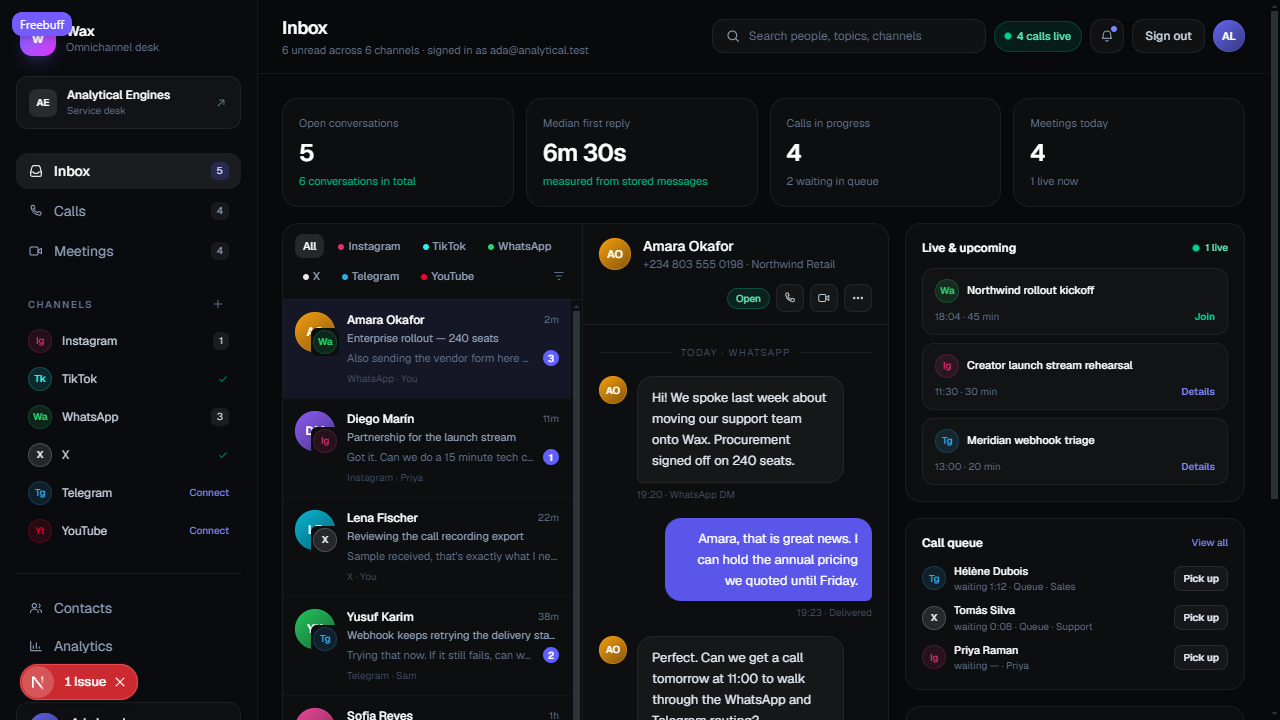 Freebuff
W
Wax
Omnichannel desk
AE
Analytical Engines
Service desk
Inbox
5
Calls
4
Meetings
4
CHANNELS
Ig
Instagram
1
Tk
TikTok
Wa
WhatsApp
3
X
X
Tg
Telegram
Connect
Yt
YouTube
Connect
Contacts
Analytics
1 Issue
Inbox
6 unread across 6 channels · signed in as ada@analytical.test
Search people, topics, channels
4 calls live
Sign out
AL
Open conversations
5
6 conversations in total
Median first reply
6m 30s
measured from stored messages
Calls in progress
4
2 waiting in queue
Meetings today
4
1 live now
All
Instagram
TikTok
WhatsApp
X
Telegram
YouTube
Wa
Amara Okafor
2m
Enterprise rollout — 240 seats
Also sending the vendor form here ...
3
WhatsApp · You
Ig
Diego Marín
11m
Partnership for the launch stream
Got it. Can we do a 15 minute tech c...
1
Instagram · Priya
X
Lena Fischer
22m
Reviewing the call recording export
Sample received, that's exactly what I ne...
X · You
Tg
Yusuf Karim
38m
Webhook keeps retrying the delivery sta...
Trying that now. If it still fails, can w...
2
Telegram · Sam
Sofia Reyes
1h
AO
Amara Okafor
+234 803 555 0198 · Northwind Retail
Open
TODAY · WHATSAPP
AO
Hi! We spoke last week about
moving our support team
onto Wax. Procurement
signed off on 240 seats.
19:20 · WhatsApp DM
Amara, that is great news. I
can hold the annual pricing
we quoted until Friday.
19:23 · Delivered
AO
Perfect. Can we get a call
tomorrow at 11:00 to walk
through the WhatsApp and
Telegram routing?
Live & upcoming
1 live
Wa
Northwind rollout kickoff
18:04 · 45 min
Join
Ig
Creator launch stream rehearsal
11:30 · 30 min
Details
Tg
Meridian webhook triage
13:00 · 20 min
Details
Call queue
View all
Tg
Hélène Dubois
waiting 1:12 · Queue · Sales
Pick up
X
Tomás Silva
waiting 0:08 · Queue · Support
Pick up
Ig
Priya Raman
waiting — · Priya
Pick up